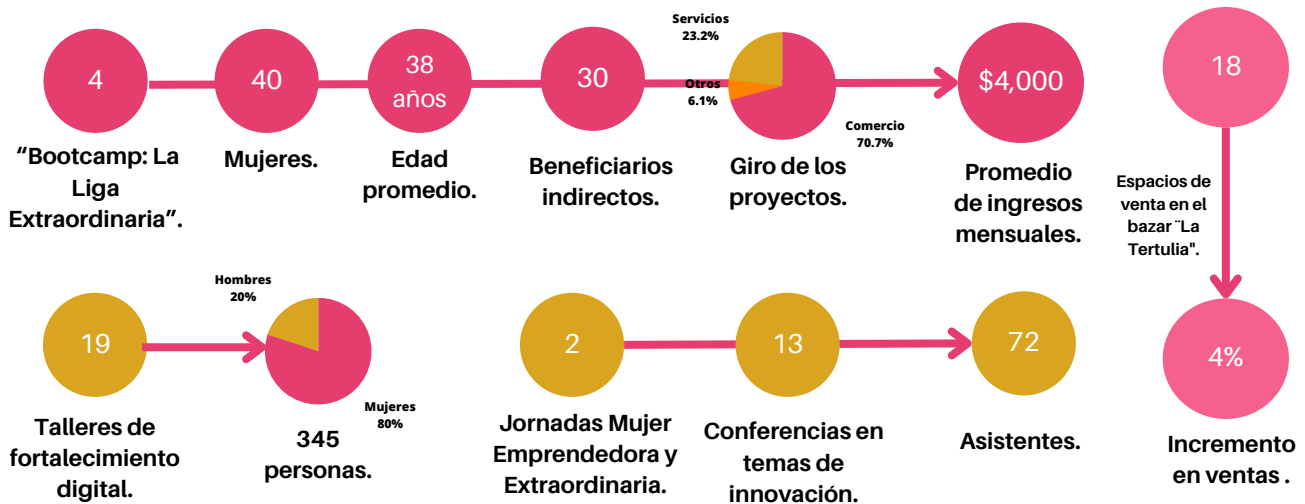 4
"Bootcamp: La
Liga
Extraordinaria".
40
Mujeres.
38
años
Edad
promedio.
30
Beneficiarios
indirectos.
Servicios
23.2%
Otros
6.1%
Comercio
70.7%
Giro de los
proyectos.
$4,000
Promedio
de ingresos
mensuales.
18
Espacios de
venta en el
bazar ¨La
Tertulia".
4%
Incremento
en ventas .
19
Talleres de
fortalecimiento
digital.
Hombres
20%
Mujeres
80%
345
personas.
2
Jornadas Mujer
Emprendedora y
Extraordinaria.
13
Conferencias en
temas de
innovación.
72
Asistentes.